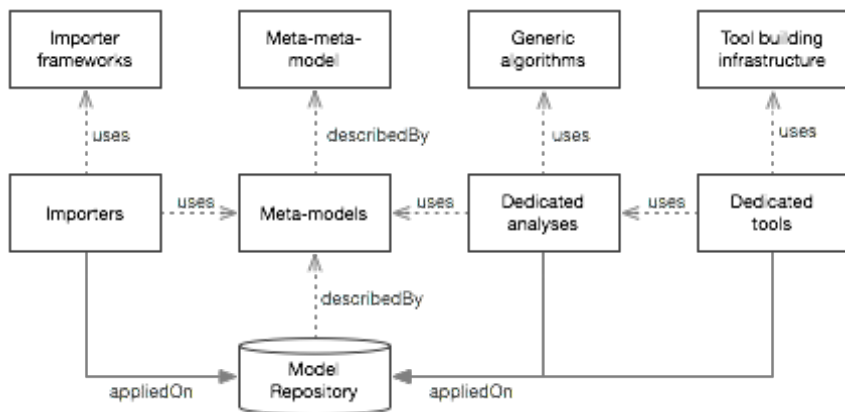 Importer
frameworks
Meta-meta-
model
Generic
algorithms
Tool building
infrastructure
uses
describedBy
uses
uses
Importers
uses
Meta-models
uses
Dedicated
analyses
uses
Dedicated
tools
describedBy
Model
Repository
appliedOn
appliedOn